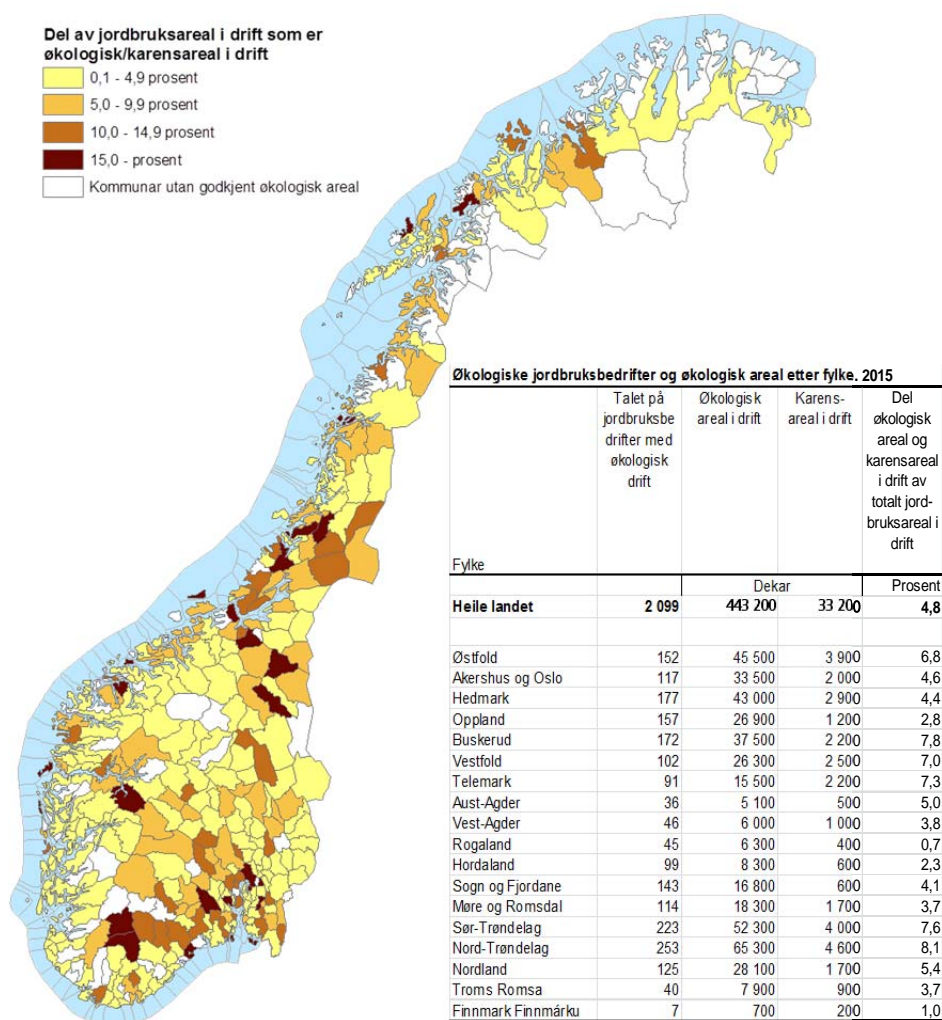 Del av jordbruksareal i drift som er
økologisk/karensareal i drift
0,1 - 4,9 prosent
5,0 - 9,9 prosent
10,0 - 14,9 prosent
15,0 - prosent
Kommunar utan godkjent økologisk areal
Økologiske jordbruksbedrifter og økologisk areal etter fylke. 2015
Fylke
Talet på
jordbruksbe
drifter med
økologisk
drift
Økologisk
areal i drift
Karens-
areal i drift
Del
økologisk
areal og
karensareal
i drift av
totalt jord-
bruksareal i
drift
Dekar Prosent
Heile landet 2 099 443 200 33 200 4,8
Østfold 152 45 500 3 900 6,8
Akershus og Oslo 117 33 500 2 000 4,6
Hedmark 177 43 000 2 900 4,4
Oppland 157 26 900 1 200 2,8
Buskerud 172 37 500 2 200 7,8
Vestfold 102 26 300 2 500 7,0
Telemark 91 15 500 2 200 7,3
Aust-Agder 36 5 100 500 5,0
Vest-Agder 46 6 000 1 000 3,8
Rogaland 45 6 300 400 0,7
Hordaland 99 8 300 600 2,3
Sogn og Fjordane 143 16 800 600 4,1
Møre og Romsdal 114 18 300 1 700 3,7
Sør-Trøndelag 223 52 300 4 000 7,6
Nord-Trøndelag 253 65 300 4 600 8,1
Nordland 125 28 100 1 700 5,4
Troms Romsa 40 7 900 900 3,7
Finnmark Finnmárku 7 700 200 1,0